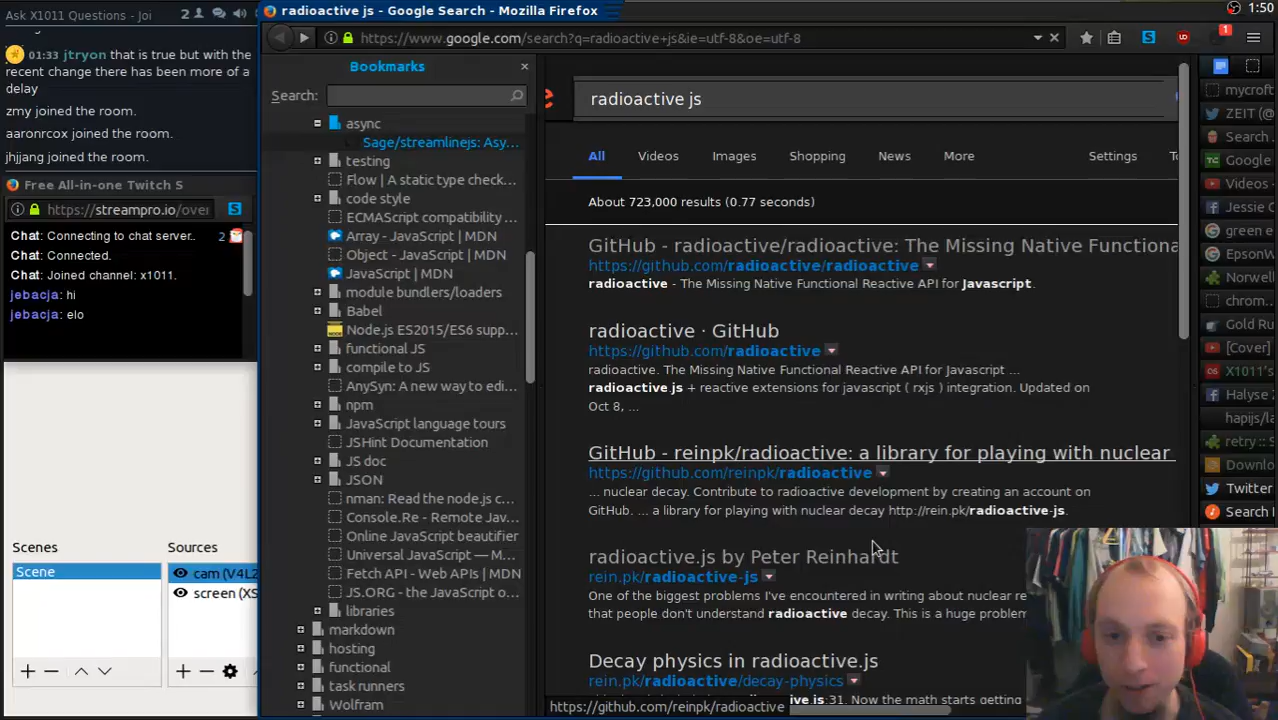 Ask X1011 Questions - Joi
2
01:33 jtryon that is true but with the
recent change there has been more of a
delay
zmy joined the room.
aaronrcox joined the room.
jhjjang joined the room.
Free All-in-one Twitch S
https://streampro.io/over
Chat: Connecting to chat server..
2
Chat: Connected.
Chat: Joined channel: x1011.
jebacja: hi
jebacja: elo
Scenes
Sources
Scene
cam (V4L2
screen (XS
radioactive js - Google Search - Mozilla Firefox
1:50
https://www.google.com/search?q=radioactive+js&ie=utf-8&oe=utf-8
1
Bookmarks
Search:
async
Sage/streamlinejs: Asy...
testing
Flow | A static type check...
code style
ECMAScript compatibility ...
Array - JavaScript | MDN
Object - JavaScript | MDN
JavaScript | MDN
module bundlers/loaders
Babel
Node.js ES2015/ES6 supp...
functional JS
compile to JS
AnySyn: A new way to edi...
npm
JavaScript language tours
JSHint Documentation
JS doc
JSON
nman: Read the node.js c...
Console.Re - Remote Jav...
Online JavaScript beautifier
Universal JavaScript — M...
Fetch API - Web APIs | MDN
JS.ORG - the JavaScript o...
libraries
markdown
hosting
functional
task runners
Wolfram
radioactive js
All
Videos
Images
Shopping
News
More
Settings
To
About 723,000 results (0.77 seconds)
GitHub - radioactive/radioactive: The Missing Native Functiona
https://github.com/radioactive/radioactive
radioactive - The Missing Native Functional Reactive API for Javascript.
radioactive · GitHub
https://github.com/radioactive
radioactive. The Missing Native Functional Reactive API for Javascript ...
radioactive.js + reactive extensions for javascript ( rxjs ) integration. Updated on
Oct 8, ...
GitHub - reinpk/radioactive: a library for playing with nuclear
https://github.com/reinpk/radioactive
... nuclear decay. Contribute to radioactive development by creating an account on
GitHub. ... a library for playing with nuclear decay http://rein.pk/radioactive-js.
radioactive.js by Peter Reinhardt
rein.pk/radioactive-js
One of the biggest problems I've encountered in writing about nuclear re
that people don't understand radioactive decay. This is a huge problem
Decay physics in radioactive.js
rein.pk/radioactive/decay-physics
.js:31. Now the math starts getting
https://github.com/reinpk/radioactive
mycroft
ZEIT (@
Search
Google
Videos -
Jessie C
green e
EpsonW
Norwell
chrom...
Gold Ru
[Cover]
X1011's
Halyse Z
hapijs/la
retry ::
Downlo
Twitter
Search I